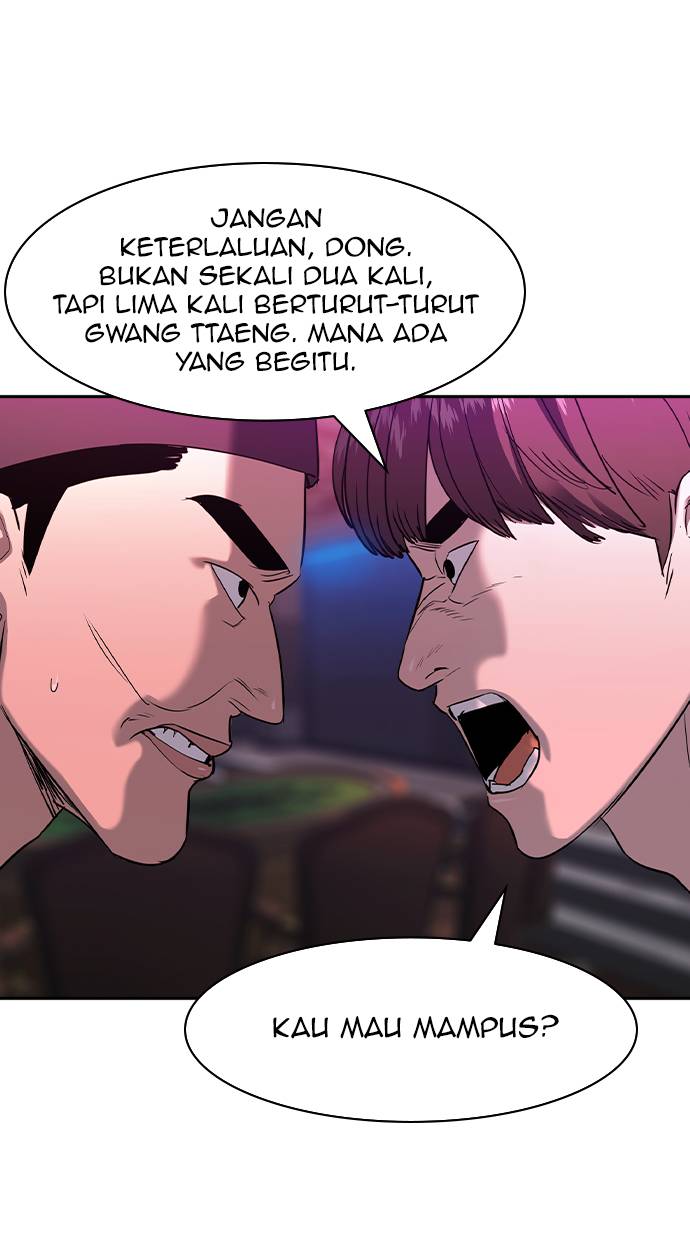 JANGAN
KETERLALUAN, DONG.
BUKAN SEKALI DUA KALI,
TAPI LIMA KALI BERTURUT-TURUT
GWANG TTAENG. MANA ADA
YANG BEGITU.
KAU MAU MAMPUS?